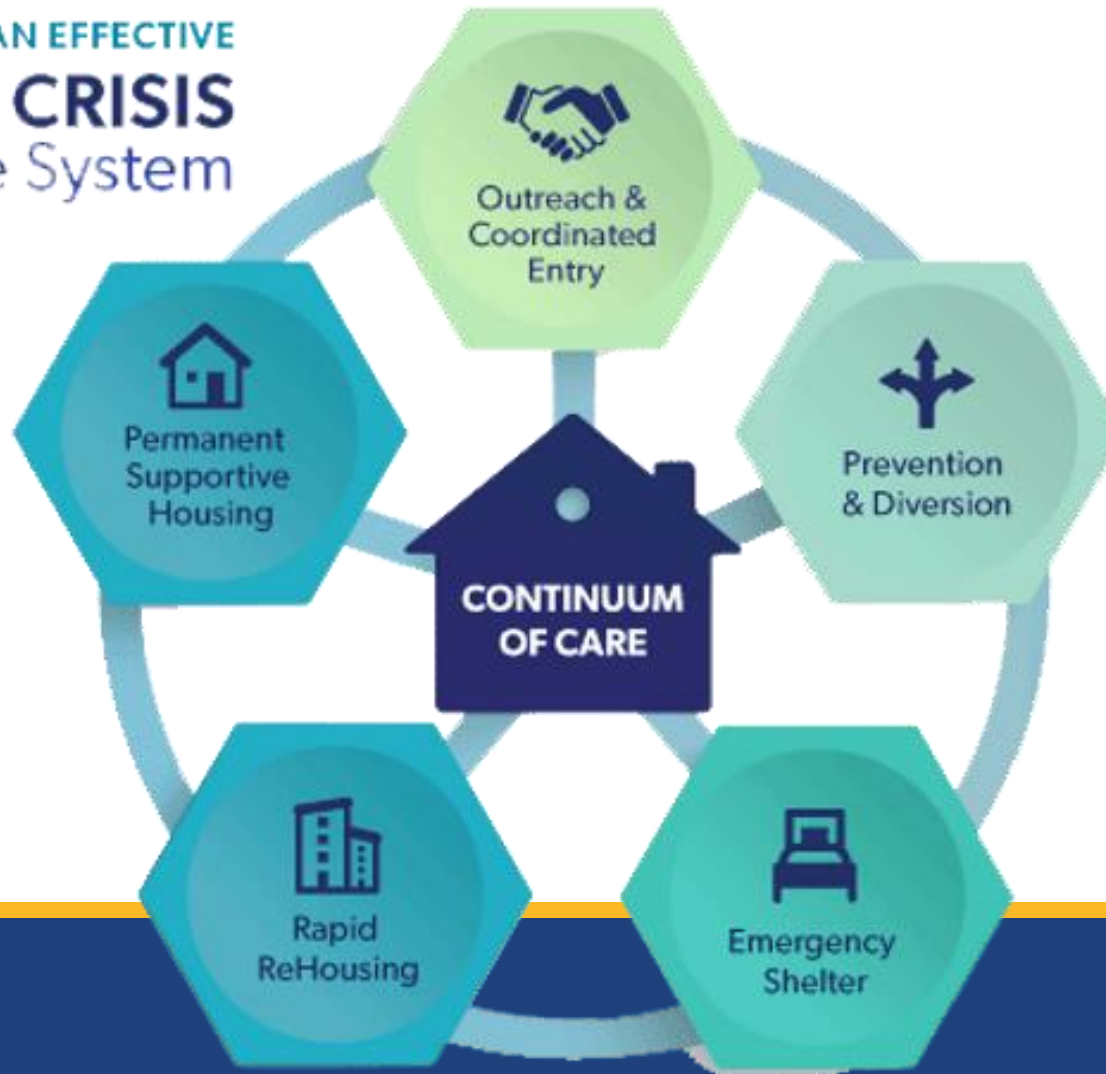 AN EFFECTIVE
CRISIS
e System
Outreach &
Coordinated
Entry
Prevention
& Diversion
Emergency
Shelter
Rapid
ReHousing
Permanent
Supportive
Housing
CONTINUUM
OF CARE